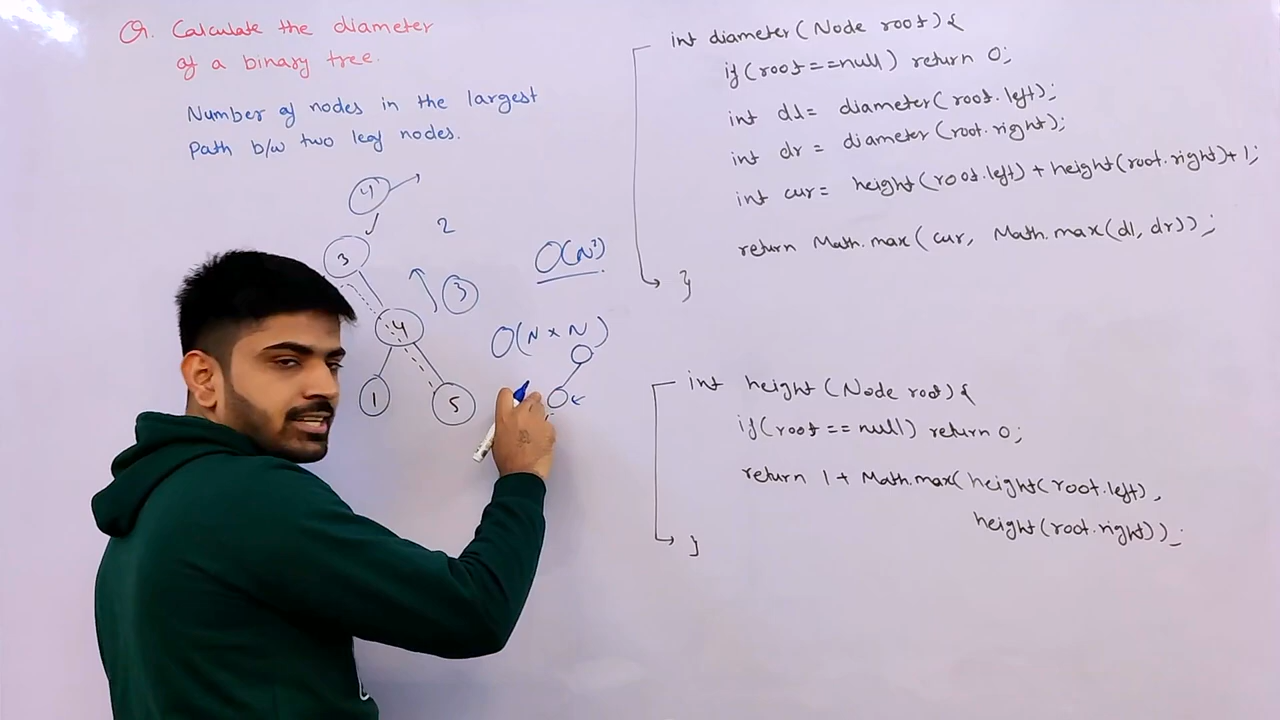 Q. Calculate the diameter
of a binary tree.
Number of nodes in the largest
Path b/w two leaf nodes.
4
3
2
3
4
1
5
O(N²)
O(N × N)
int diameter(Node root){
if(root==null) return 0;
int dl= diameter(root.left);
int dr = diameter(root.right);
int cur= height(root.left) + height(root.right)+1;
return Math.max(cur, Math.max(dl, dr));
}
int height(Node root){
if(root == null) return 0;
return 1 + Math.max(height(root.left),
height(root.right));
}